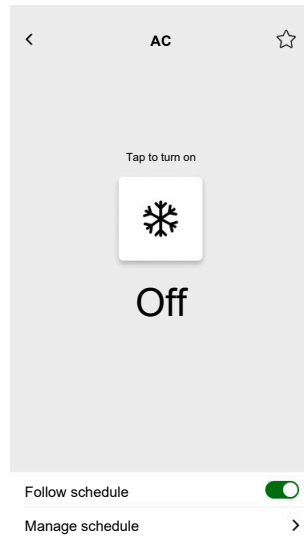 AC
Tap to turn on
Off
Follow schedule
Manage schedule